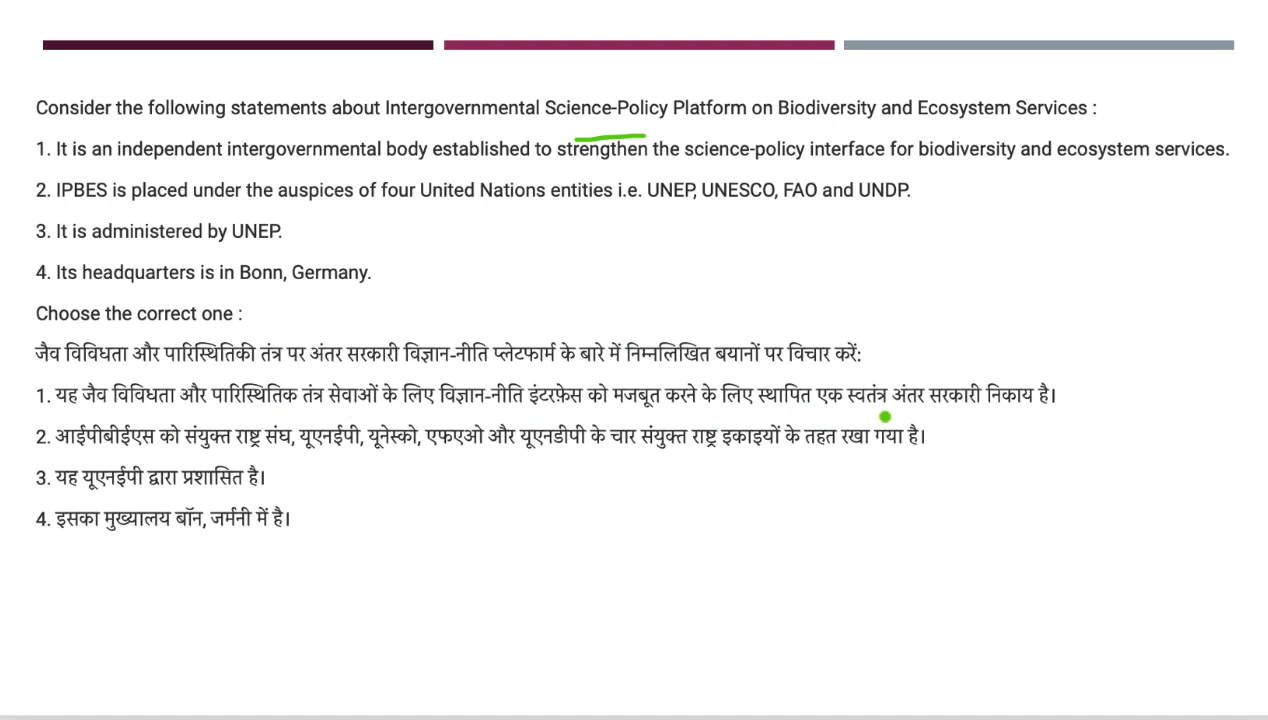 Consider the following statements about Intergovernmental Science-Policy Platform on Biodiversity and Ecosystem Services :
1. It is an independent intergovernmental body established to strengthen the science-policy interface for biodiversity and ecosystem services.
2. IPBES is placed under the auspices of four United Nations entities i.e. UNEP, UNESCO, FAO and UNDP.
3. It is administered by UNEP.
4. Its headquarters is in Bonn, Germany.
Choose the correct one :
जैव विविधता और पारिस्थितिकी तंत्र पर अंतर सरकारी विज्ञान-नीति प्लेटफार्म के बारे में निम्नलिखित बयानों पर विचार करें:
1. यह जैव विविधता और पारिस्थितिक तंत्र सेवाओं के लिए विज्ञान-नीति इंटरफ़ेस को मजबूत करने के लिए स्थापित एक स्वतंत्र अंतर सरकारी निकाय है।
2. आईपीबीईएस को संयुक्त राष्ट्र संघ, यूएनईपी, यूनेस्को, एफएओ और यूएनडीपी के चार संयुक्त राष्ट्र इकाइयों के तहत रखा गया है।
3. यह यूएनईपी द्वारा प्रशासित है।
4. इसका मुख्यालय बॉन, जर्मनी में है।